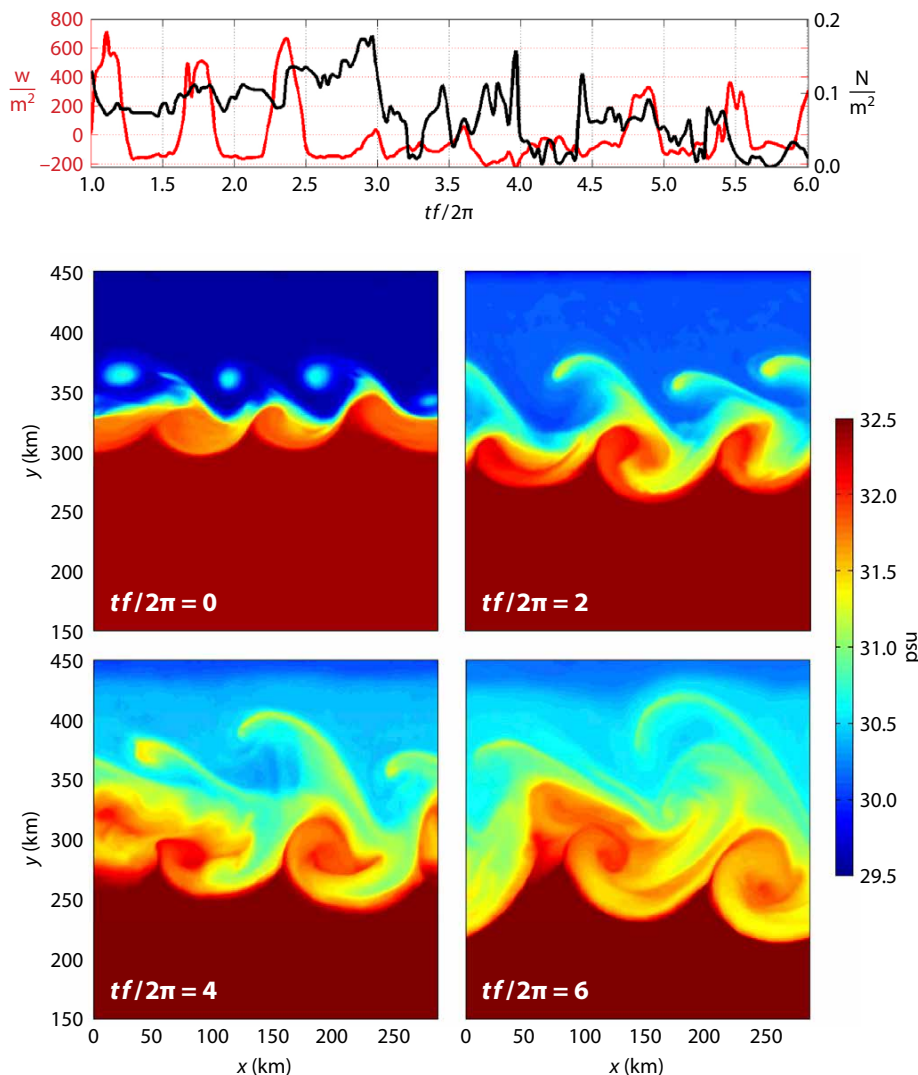 800
600
400
200
0
−200
w
m²
0.2
0.1
0.0
N
m²
1.0 1.5 2.0 2.5 3.0 3.5 4.0 4.5 5.0 5.5 6.0
tf/2π
450
400
350
300
250
200
150
y (km)
tf/2π = 0
tf/2π = 2
450
400
350
300
250
200
150
y (km)
tf/2π = 4
tf/2π = 6
0 50 100 150 200 250
0 50 100 150 200 250
x (km)
x (km)
32.5
32.0
31.5
31.0
30.5
30.0
29.5
psu